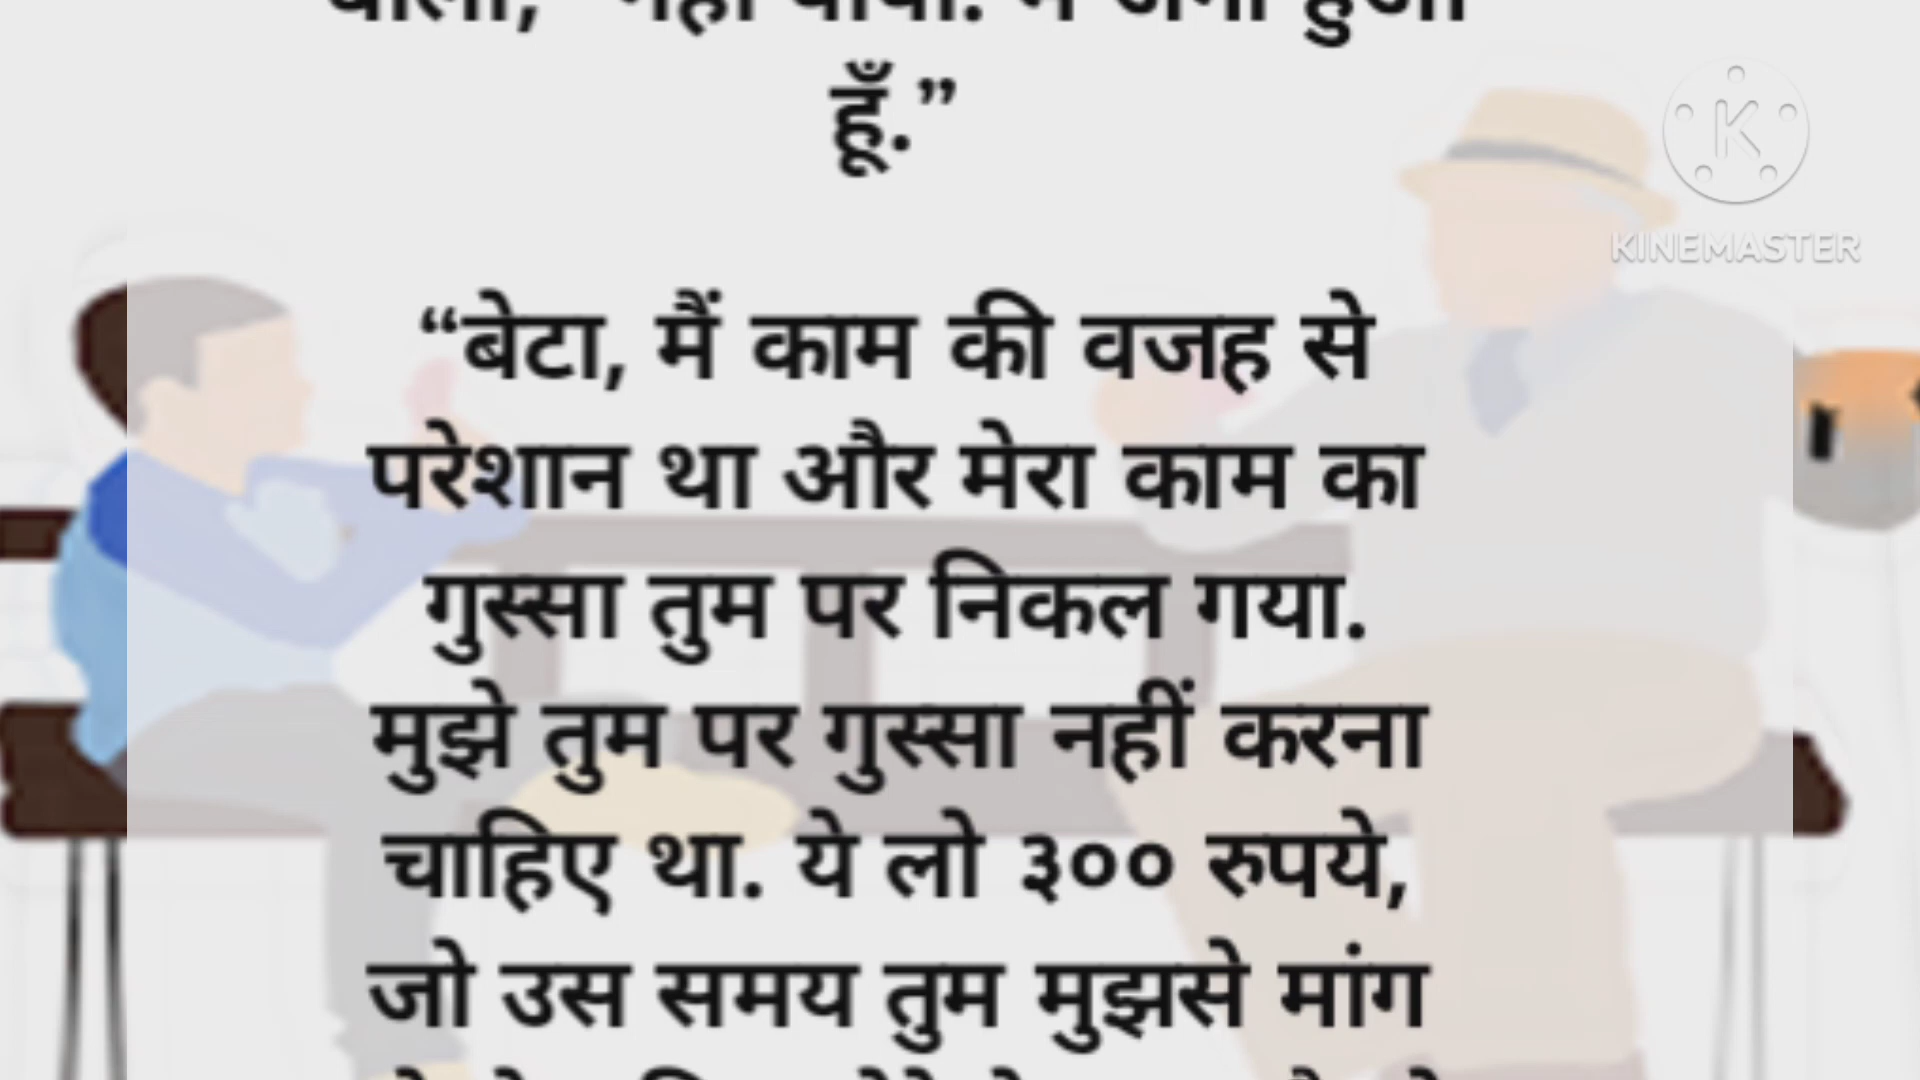 हूँ.”
“बेटा, मैं काम की वजह से
परेशान था और मेरा काम का
गुस्सा तुम पर निकल गया.
मुझे तुम पर गुस्सा नहीं करना
चाहिए था. ये लो ३०० रुपये,
जो उस समय तुम मुझसे मांग
K
KINEMASTER